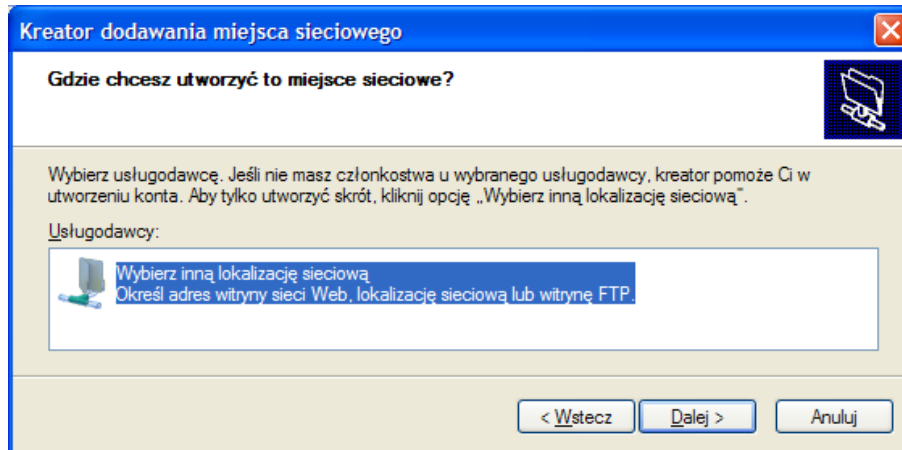 Kreator dodawania miejsca sieciowego
Gdzie chcesz utworzyć to miejsce sieciowe?
Wybierz usługodawcę. Jeśli nie masz członkostwa u wybranego usługodawcy, kreator pomoże Ci w
utworzeniu konta. Aby tylko utworzyć skrót, kliknij opcję „Wybierz inną lokalizację sieciową”.
Usługodawcy:
Wybierz inną lokalizację sieciową
Określ adres witryny sieci Web, lokalizację sieciową lub witrynę FTP.
< Wstecz Dalej > Anuluj